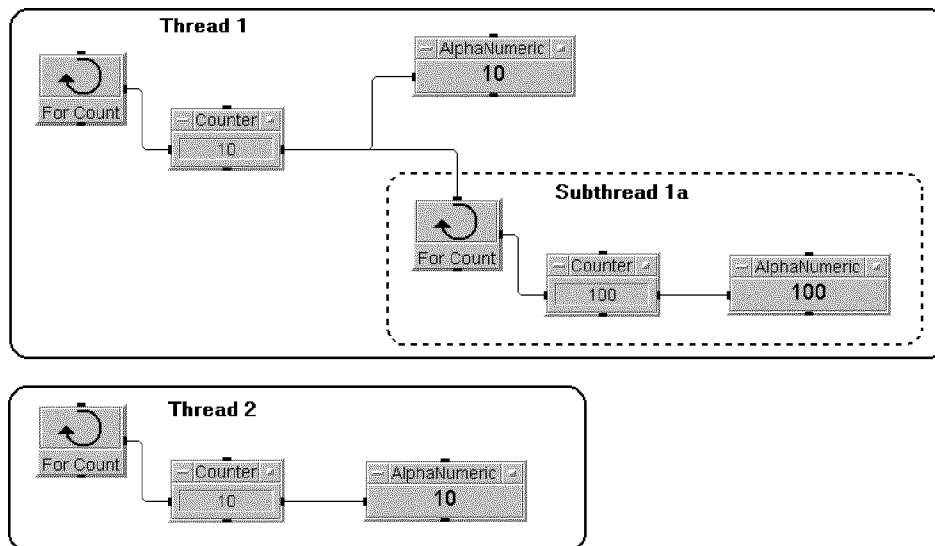 Thread 1
For Count
Counter
10
AlphaNumeric
10
Subthread 1a
For Count
Counter
100
AlphaNumeric
100
Thread 2
For Count
Counter
10
AlphaNumeric
10